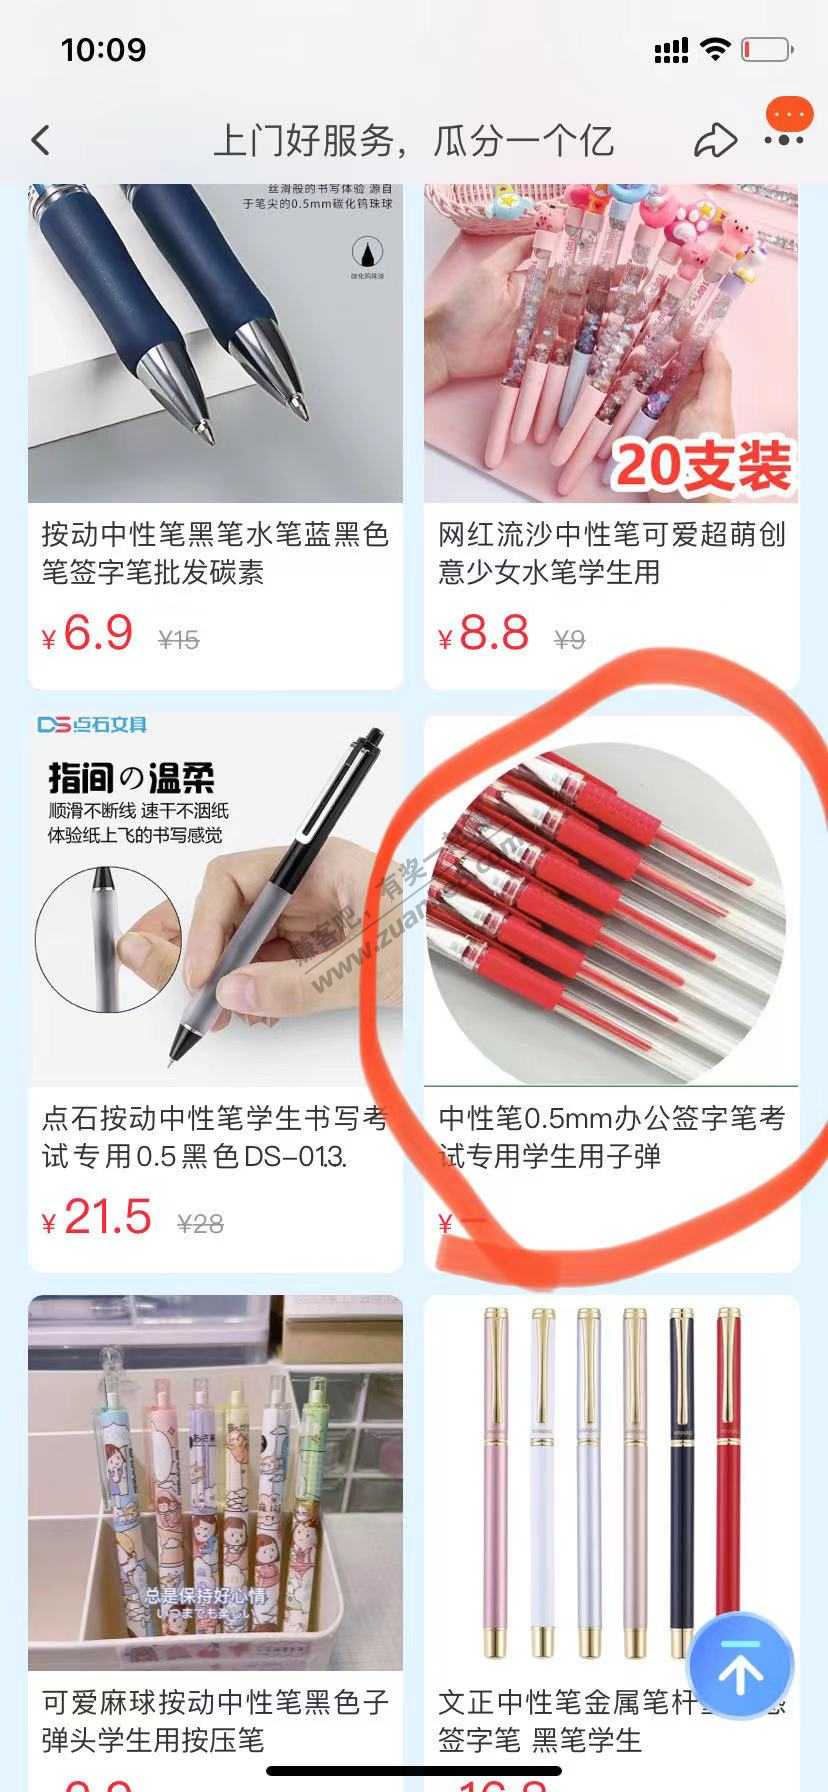 10:09
上门好服务，瓜分一个亿
丝滑般的书写体验 源自
于笔尖的0.5mm碳化钨珠球
碳化钨珠球
20支装
按动中性笔黑笔水笔蓝黑色
笔签字笔批发碳素
¥6.9 ¥15
网红流沙中性笔可爱超萌创
意少女水笔学生用
¥8.8 ¥9
DS点石文具
指间の温柔
顺滑不断线 速干不洇纸
体验纸上飞的书写感觉
赚客吧，有奖一起
www.zuanke8.com
点石按动中性笔学生书写考
试专用0.5黑色DS-013.
¥21.5 ¥28
中性笔0.5mm办公签字笔考
试专用学生用子弹
¥
总是保持好心情
いつまでも楽しい
可爱麻球按动中性笔黑色子
弹头学生用按压笔
文正中性笔金属笔杆
签字笔 黑笔学生